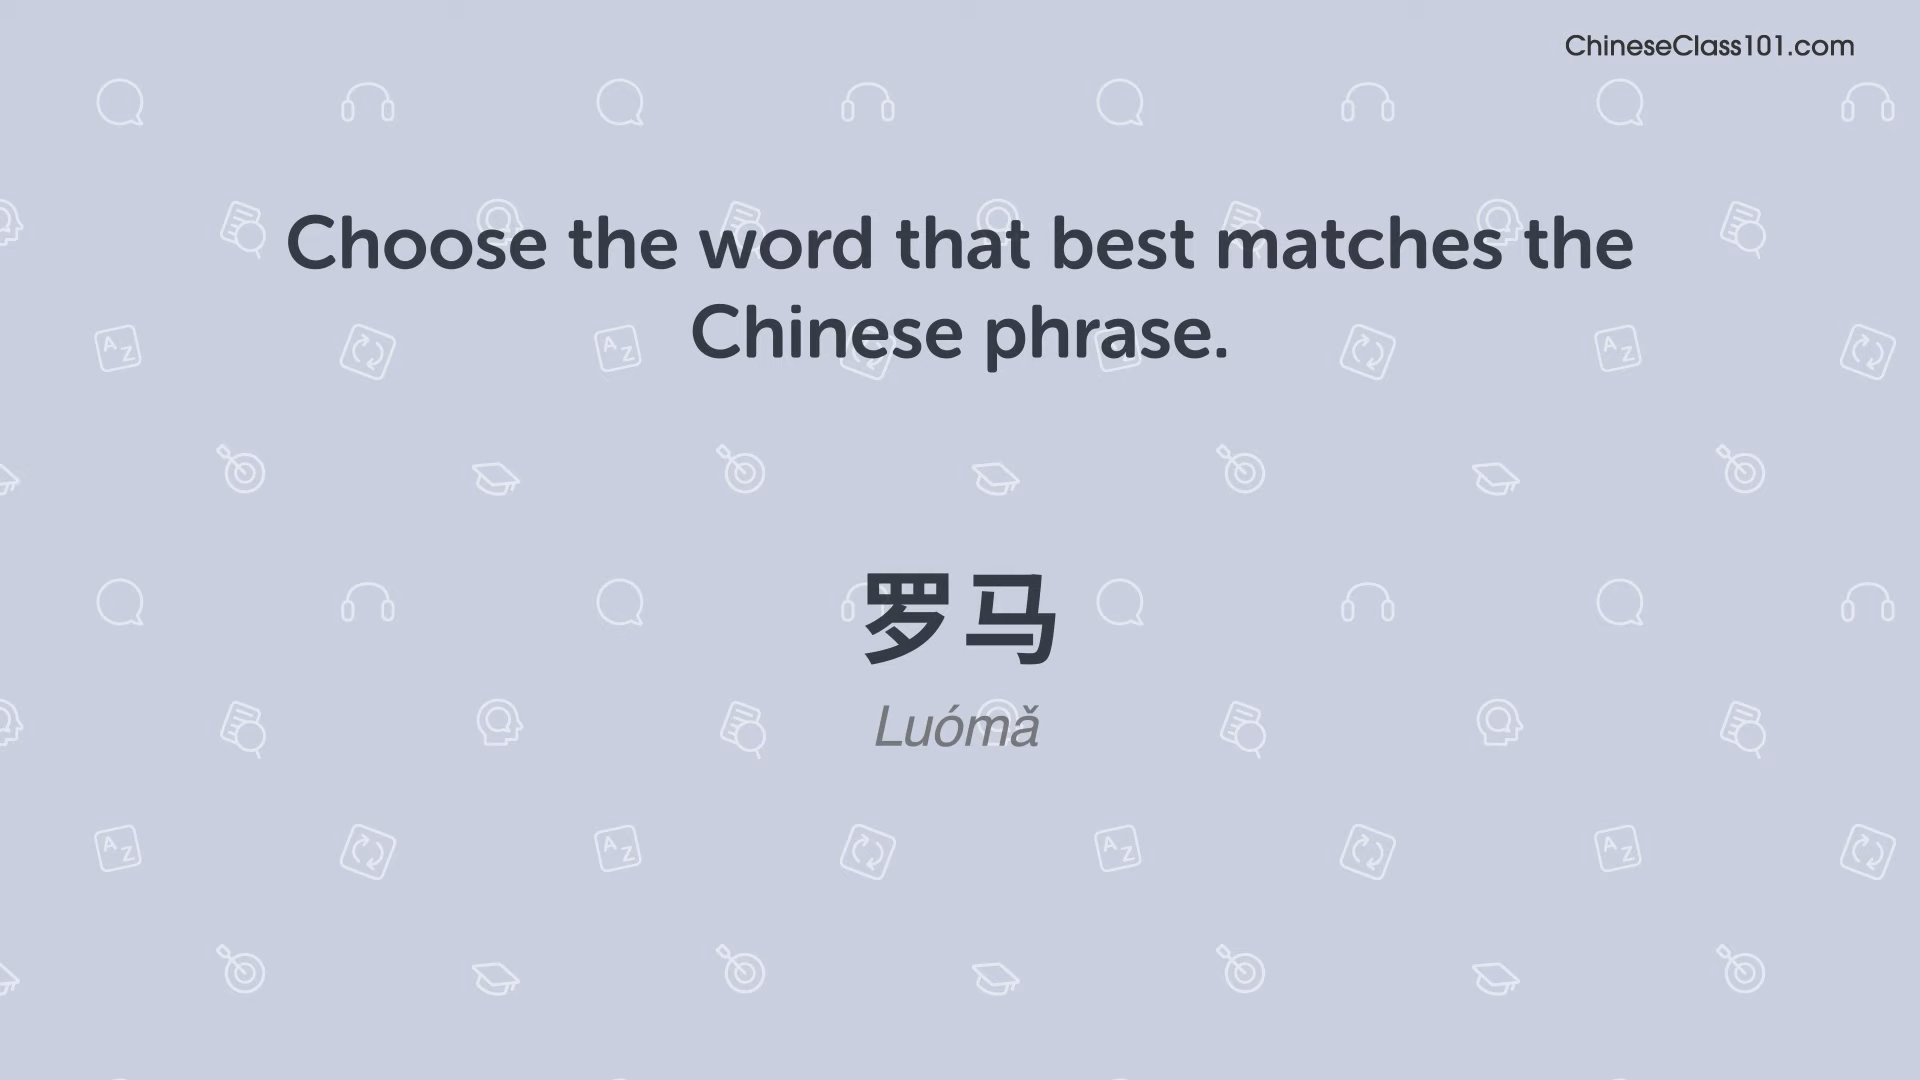 ChineseClass101.com
Choose the word that best matches the
Chinese phrase.
罗马
Luómǎ